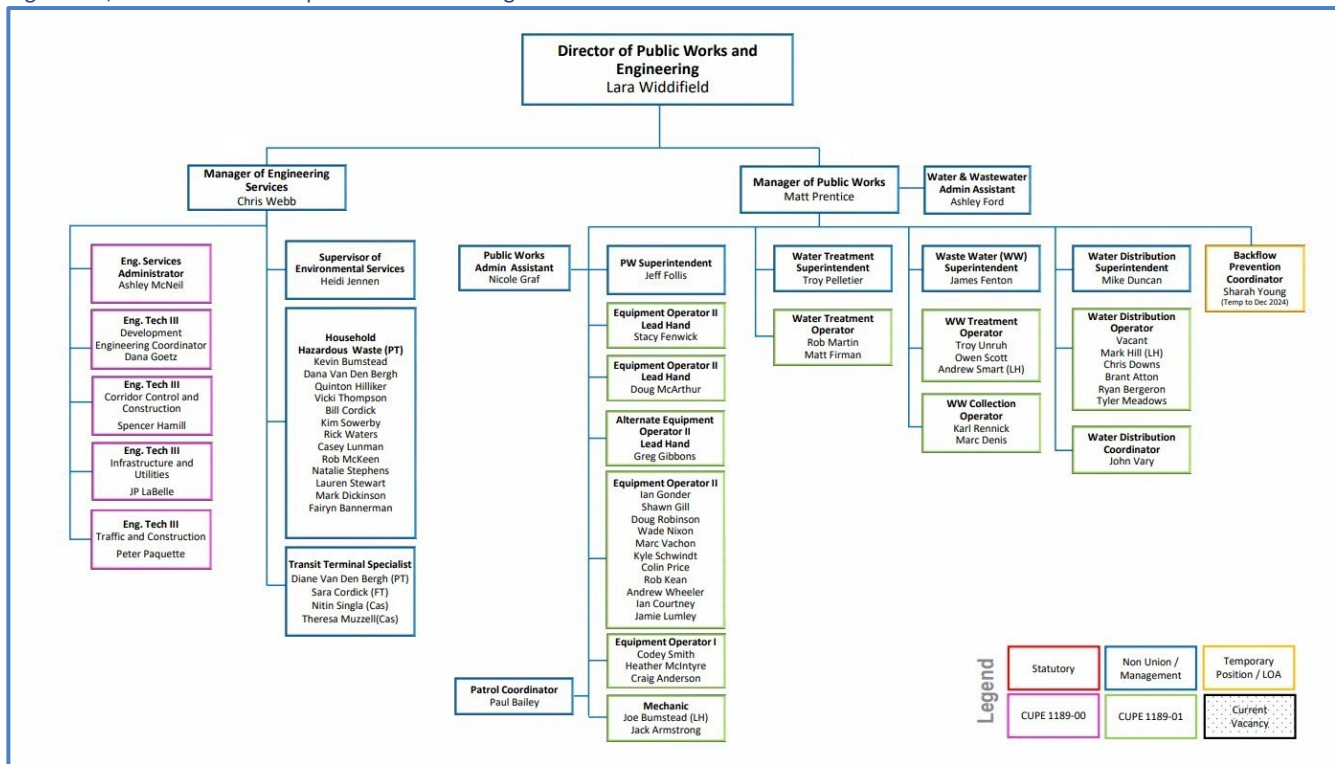 Director of Public Works and
Engineering
Lara Widdifield
Manager of Engineering
Services
Chris Webb
Manager of Public Works
Matt Prentice
Water & Wastewater
Admin Assistant
Ashley Ford
Eng. Services
Administrator
Ashley McNeil
Eng. Tech III
Development
Engineering Coordinator
Dana Goetz
Eng. Tech III
Corridor Control and
Construction
Spencer Hamill
Eng. Tech III
Infrastructure and
Utilities
JP LaBelle
Eng. Tech III
Traffic and Construction
Peter Paquette
Supervisor of
Environmental Services
Heidi Jennen
Household
Hazardous Waste (PT)
Kevin Bumstead
Dana Van Den Bergh
Quinton Hilliker
Vicki Thompson
Bill Cordick
Kim Sowerby
Rick Waters
Casey Lunman
Rob McKeen
Natalie Stephens
Lauren Stewart
Mark Dickinson
Fairyn Bannerman
Transit Terminal Specialist
Diane Van Den Bergh (PT)
Sara Cordick (FT)
Nitin Singla (Cas)
Theresa Muzzell(Cas)
Public Works
Admin Assistant
Nicole Graf
PW Superintendent
Jeff Follis
Equipment Operator II
Lead Hand
Stacy Fenwick
Equipment Operator II
Lead Hand
Doug McArthur
Alternate Equipment
Operator II
Lead Hand
Greg Gibbons
Equipment Operator II
Ian Gonder
Shawn Gill
Doug Robinson
Wade Nixon
Marc Vachon
Kyle Schwindt
Colin Price
Rob Kean
Andrew Wheeler
Ian Courtney
Jamie Lumley
Equipment Operator I
Codey Smith
Heather McIntyre
Craig Anderson
Patrol Coordinator
Paul Bailey
Mechanic
Joe Bumstead (LH)
Jack Armstrong
Water Treatment
Superintendent
Troy Pelletier
Water Treatment
Operator
Rob Martin
Matt Firman
Waste Water (WW)
Superintendent
James Fenton
WW Treatment Operator
Troy Unruh
Owen Scott
Andrew Smart (LH)
WW Collection
Operator
Karl Rennick
Marc Denis
Water Distribution
Superintendent
Mike Duncan
Water Distribution
Operator
Vacant
Mark Hill (LH)
Chris Downs
Brant Atton
Ryan Bergeron
Tyler Meadows
Water Distribution
Coordinator
John Vary
Backflow
Prevention
Coordinator
Sharah Young
(Temp to Dec 2024)
Legend
Statutory
Non Union /
Management
Temporary
Position / LOA
CUPE 1189-00
CUPE 1189-01
Current
Vacancy